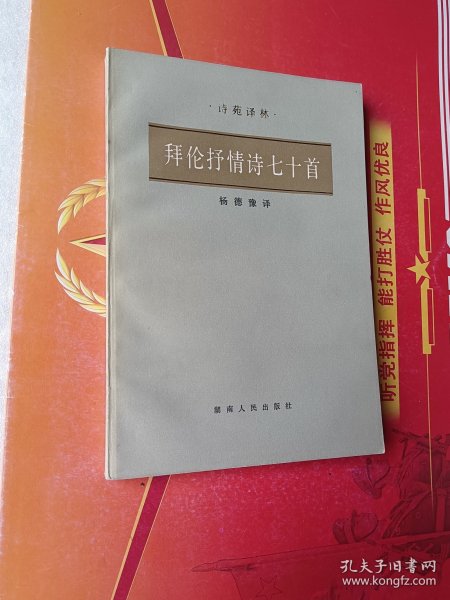 ·诗苑译林·
拜伦抒情诗七十首
杨德豫译
湖南人民出版社
听党指挥 能打胜仗 作风优良
孔夫子旧书网
www.kongfz.com